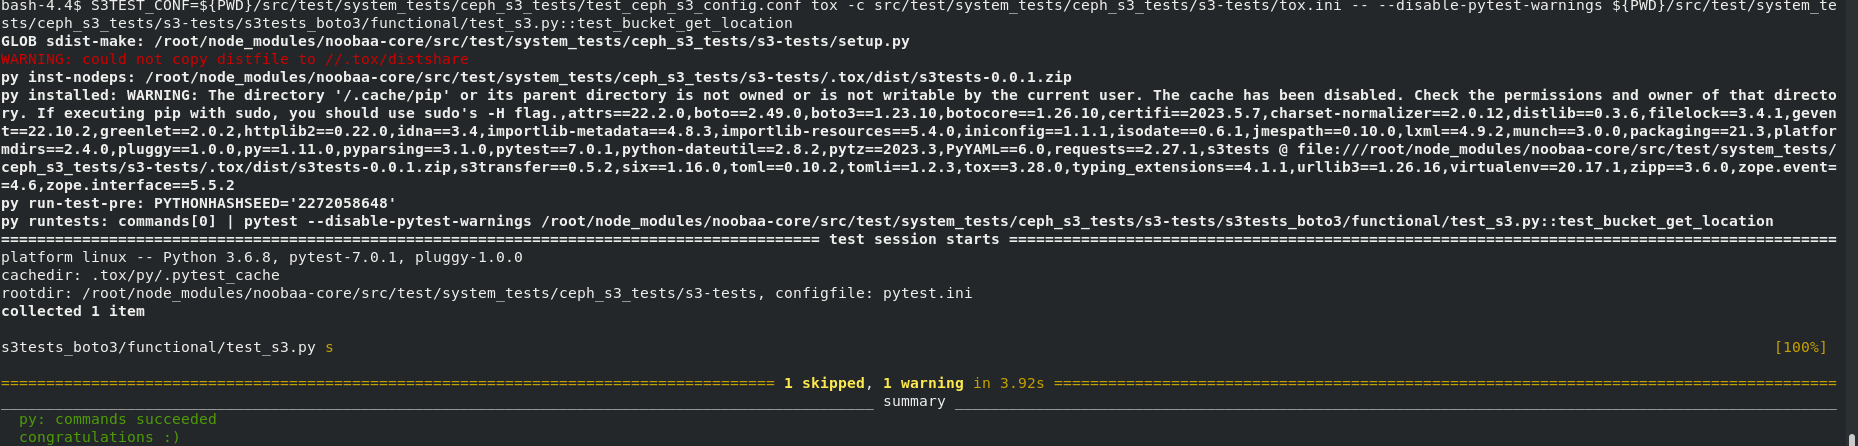 bash-4.4$ S3TEST_CONF=${PWD}/src/test/system_tests/ceph_s3_tests/test_ceph_s3_config.conf tox -c src/test/system_tests/ceph_s3_tests/s3-tests/tox.ini -- --disable-pytest-warnings ${PWD}/src/test/system_te
sts/ceph_s3_tests/s3-tests/s3tests_boto3/functional/test_s3.py::test_bucket_get_location
GLOB sdist-make: /root/node_modules/noobaa-core/src/test/system_tests/ceph_s3_tests/s3-tests/setup.py
WARNING: could not copy distfile to //.tox/distshare
py inst-nodeps: /root/node_modules/noobaa-core/src/test/system_tests/ceph_s3_tests/s3-tests/.tox/dist/s3tests-0.0.1.zip
py installed: WARNING: The directory '/.cache/pip' or its parent directory is not owned or is not writable by the current user. The cache has been disabled. Check the permissions and owner of that directo
ry. If executing pip with sudo, you should use sudo's -H flag.,attrs==22.2.0,boto==2.49.0,boto3==1.23.10,botocore==1.26.10,certifi==2023.5.7,charset-normalizer==2.0.12,distlib==0.3.6,filelock==3.4.1,geven
t==22.10.2,greenlet==2.0.2,httplib2==0.22.0,idna==3.4,importlib-metadata==4.8.3,importlib-resources==5.4.0,iniconfig==1.1.1,isodate==0.6.1,jmespath==0.10.0,lxml==4.9.2,munch==3.0.0,packaging==21.3,platfor
mdirs==2.4.0,pluggy==1.0.0,py==1.11.0,pyparsing==3.1.0,pytest==7.0.1,python-dateutil==2.8.2,pytz==2023.3,PyYAML==6.0,requests==2.27.1,s3tests @ file:///root/node_modules/noobaa-core/src/test/system_tests/
ceph_s3_tests/s3-tests/.tox/dist/s3tests-0.0.1.zip,s3transfer==0.5.2,six==1.16.0,toml==0.10.2,tomli==1.2.3,tox==3.28.0,typing_extensions==4.1.1,urllib3==1.26.16,virtualenv==20.17.1,zipp==3.6.0,zope.event=
=4.6,zope.interface==5.5.2
py run-test-pre: PYTHONHASHSEED='2272058648'
py runtests: commands[0] | pytest --disable-pytest-warnings /root/node_modules/noobaa-core/src/test/system_tests/ceph_s3_tests/s3-tests/s3tests_boto3/functional/test_s3.py::test_bucket_get_location
=========================================================================================== test session starts ============================================================================================
platform linux -- Python 3.6.8, pytest-7.0.1, pluggy-1.0.0
cachedir: .tox/py/.pytest_cache
rootdir: /root/node_modules/noobaa-core/src/test/system_tests/ceph_s3_tests/s3-tests, configfile: pytest.ini
collected 1 item
s3tests_boto3/functional/test_s3.py s [100%]
====================================================================================== 1 skipped, 1 warning in 3.92s =======================================================================================
_________________________________________________________________________________________________ summary __________________________________________________________________________________________________
py: commands succeeded
congratulations :)